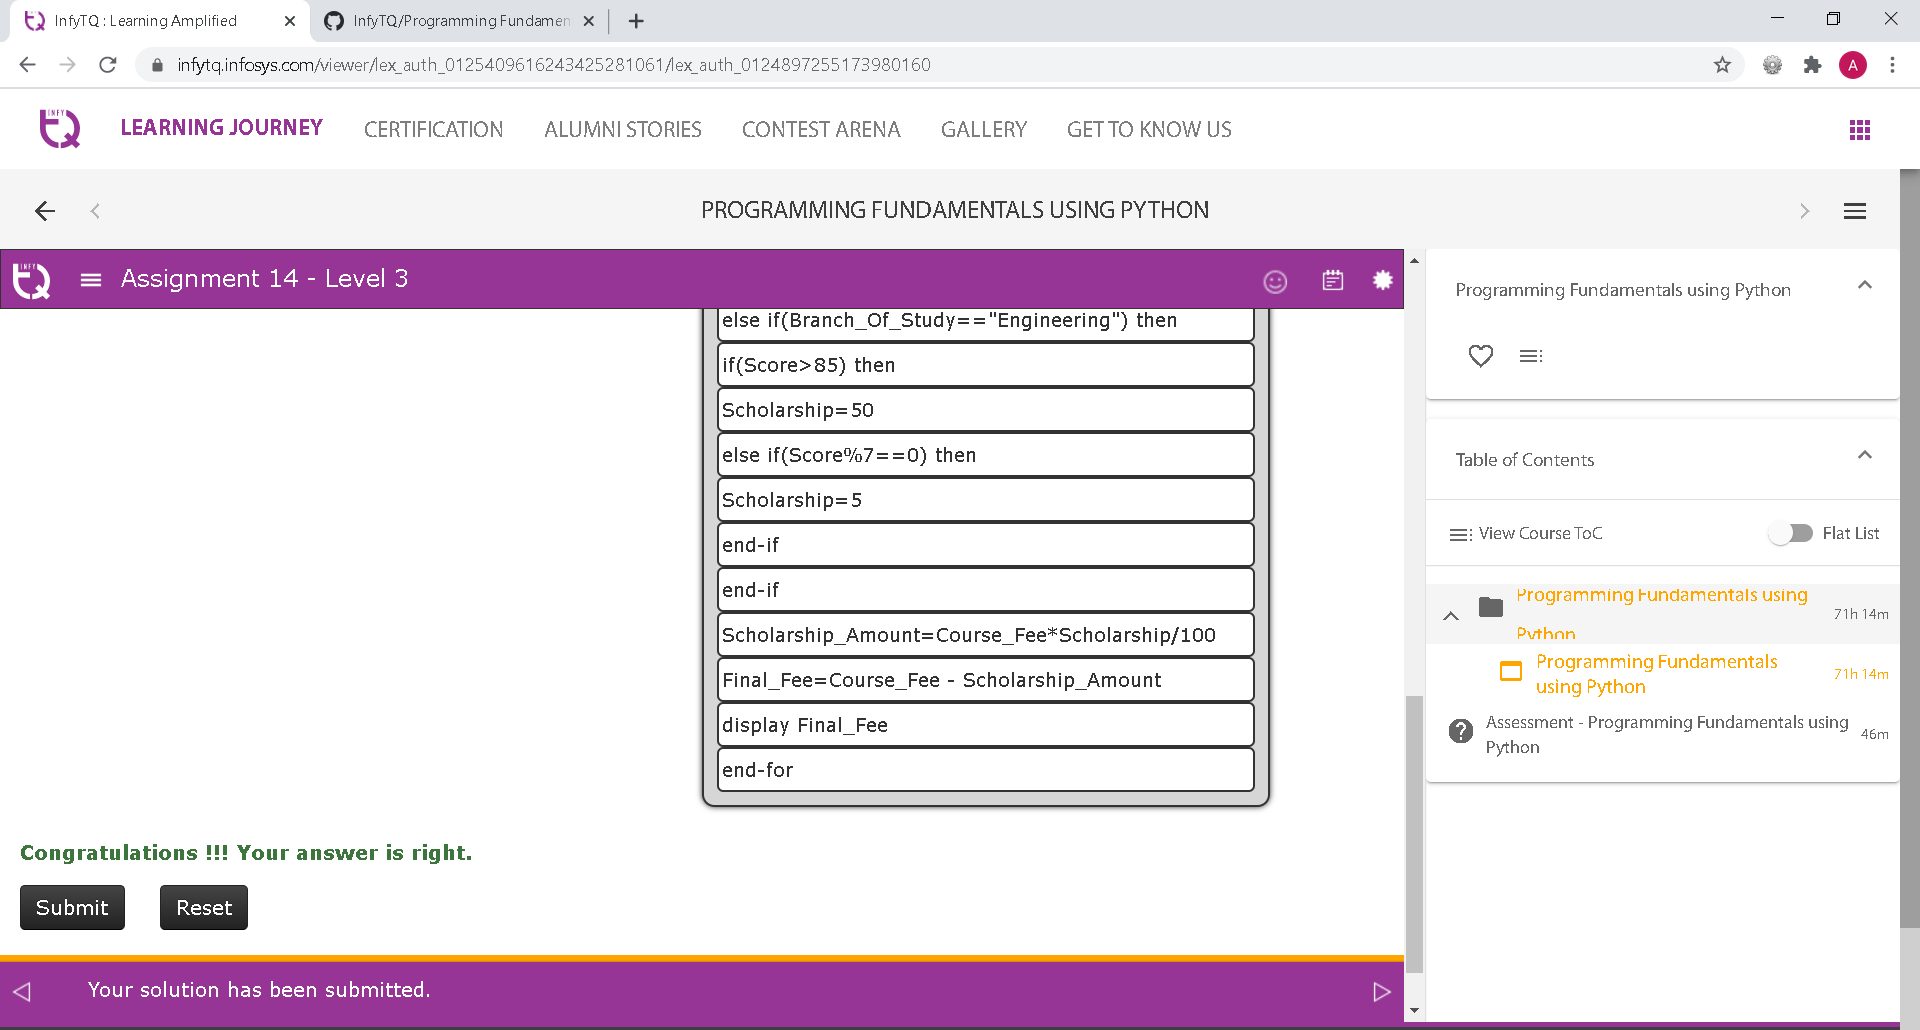 InfyTQ : Learning Amplified
InfyTQ/Programming Fundamen
infytq.infosys.com/viewer/lex_auth_0125409616243425281061/lex_auth_0124897255173980160
A
INFY
TQ
LEARNING JOURNEY
CERTIFICATION
ALUMNI STORIES
CONTEST ARENA
GALLERY
GET TO KNOW US
PROGRAMMING FUNDAMENTALS USING PYTHON
INFY
TQ
Assignment 14 - Level 3
else if(Branch_Of_Study=="Engineering") then
if(Score>85) then
Scholarship=50
else if(Score%7==0) then
Scholarship=5
end-if
end-if
Scholarship_Amount=Course_Fee*Scholarship/100
Final_Fee=Course_Fee - Scholarship_Amount
display Final_Fee
end-for
Congratulations !!! Your answer is right.
Submit
Reset
Your solution has been submitted.
Programming Fundamentals using Python
Table of Contents
View Course ToC
Flat List
Programming Fundamentals using
Python
71h 14m
Programming Fundamentals
using Python
71h 14m
Assessment - Programming Fundamentals using
Python
46m